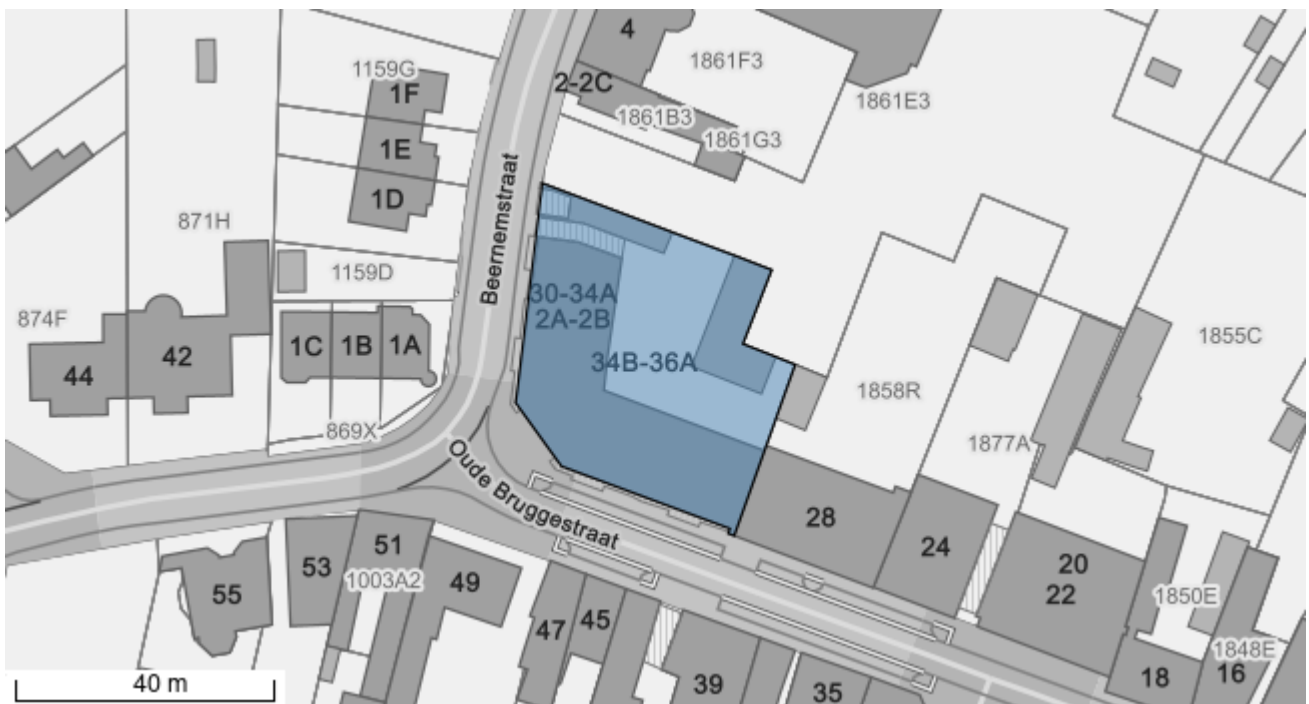 4
2-2C
1861F3
1861B3
1861G3
1861E3
1159G
1F
1E
1D
871H
1159D
874F
44
42
1C
1B
1A
869X
Beernemstraat
30-34A
2A-2B
34B-36A
1858R
1855C
1877A
Oude Bruggestraat
28
24
20
22
1850E
1848E
18
16
55
53
51
1003A2
49
47
45
39
35
40 m